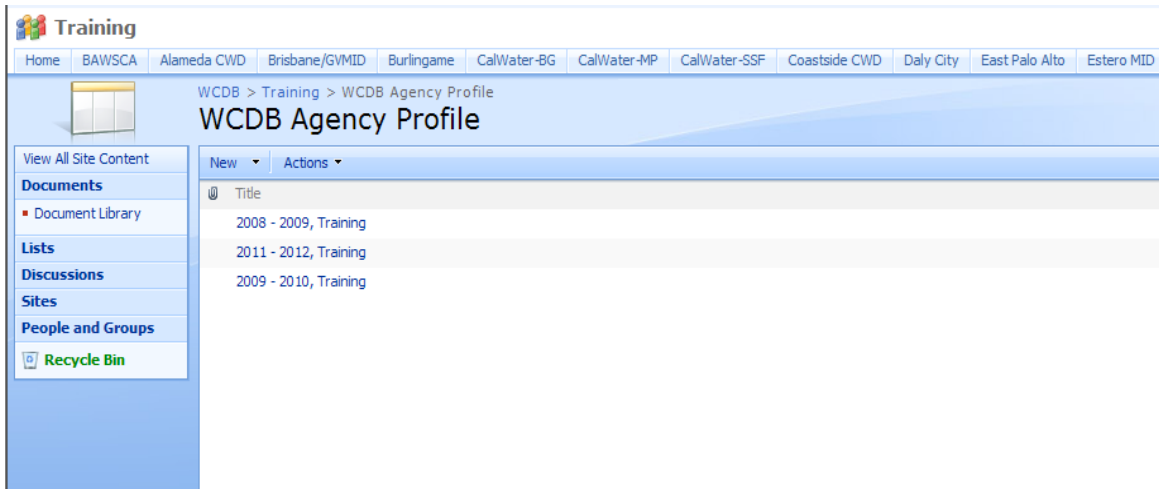 Training
Home BAWSCA Alameda CWD Brisbane/GVMID Burlingame CalWater-BG CalWater-MP CalWater-SSF Coastside CWD Daly City East Palo Alto Estero MID
WCDB > Training > WCDB Agency Profile
WCDB Agency Profile
View All Site Content
Documents
Document Library
Lists
Discussions
Sites
People and Groups
Recycle Bin
New Actions
Title
2008 - 2009, Training
2011 - 2012, Training
2009 - 2010, Training